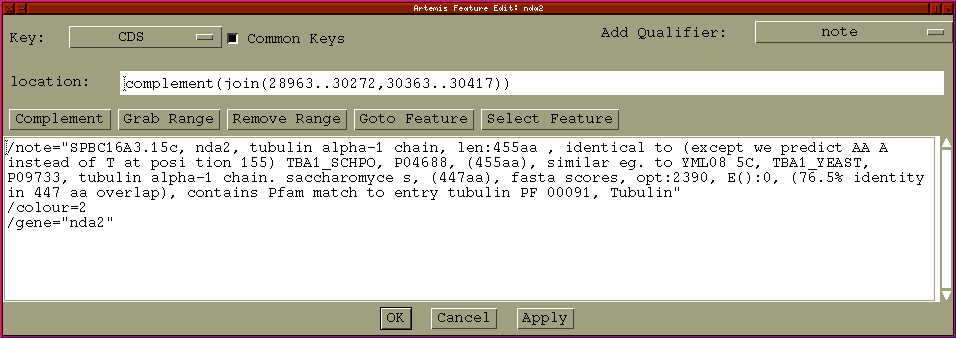 Artemis Feature Edit: nda2
Key: CDS Common Keys Add Qualifier: note
location: complement(join(28963..30272,30363..30417))
Complement Grab Range Remove Range Goto Feature Select Feature
/note="SPBC16A3.15c, nda2, tubulin alpha-1 chain, len:455aa , identical to (except we predict AA A
instead of T at posi tion 155) TBA1_SCHPO, P04688, (455aa), similar eg. to YML08 5C, TBA1_YEAST,
P09733, tubulin alpha-1 chain. saccharomyce s, (447aa), fasta scores, opt:2390, E():0, (76.5% identity
in 447 aa overlap), contains Pfam match to entry tubulin PF 00091, Tubulin"
/colour=2
/gene="nda2"
OK Cancel Apply